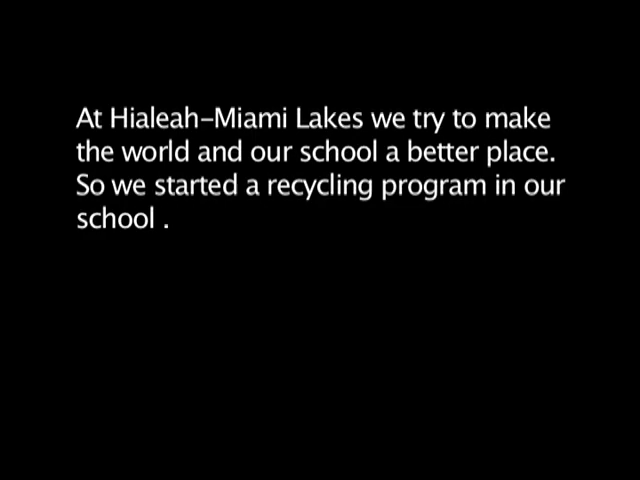 At Hialeah-Miami Lakes we try to make
the world and our school a better place.
So we started a recycling program in our
school .